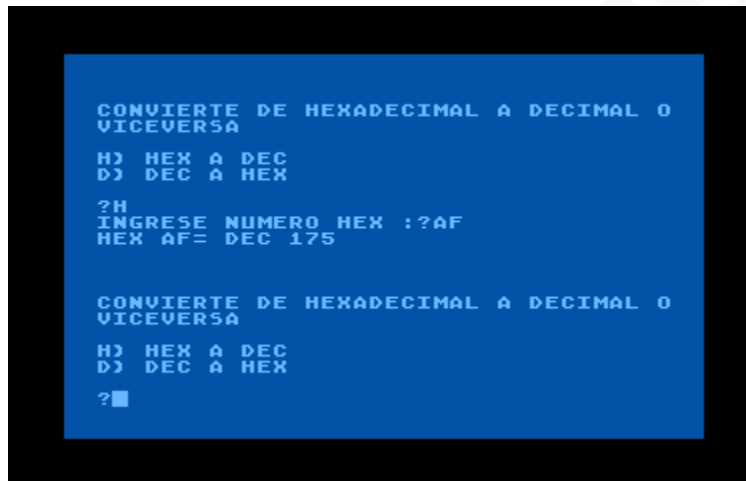 CONVIERTE DE HEXADECIMAL A DECIMAL O
VICEVERSA
H) HEX A DEC
D) DEC A HEX
?H
INGRESE NUMERO HEX :?AF
HEX AF= DEC 175
CONVIERTE DE HEXADECIMAL A DECIMAL O
VICEVERSA
H) HEX A DEC
D) DEC A HEX
?